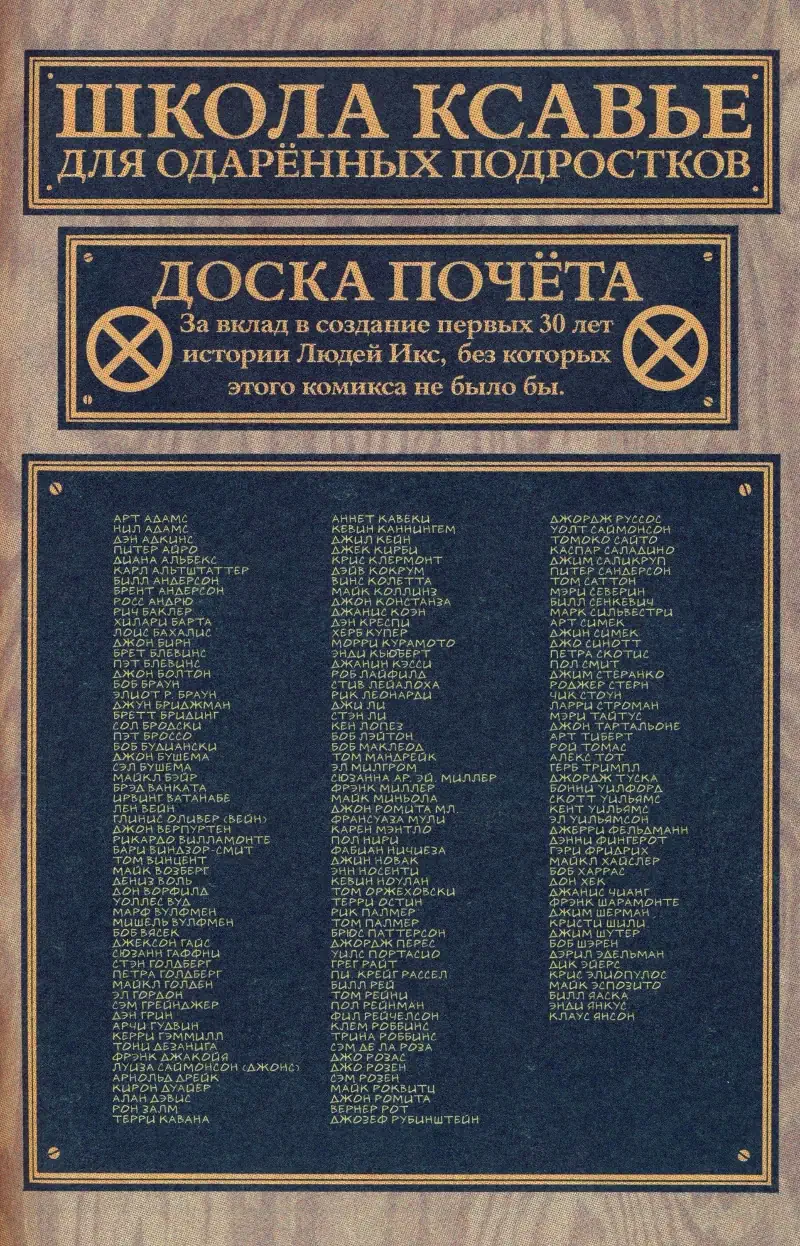 ШКОЛА КСАВЬЕ
ДЛЯ ОДАРЁННЫХ ПОДРОСТКОВ
ДОСКА ПОЧЁТА
За вклад в создание первых 30 лет
истории Людей Икс, без которых
этого комикса не было бы.
АРТ АДАМС
НИЛ АДАМС
ДЭН АДКИНС
ПИТЕР АЙРО
ДИАНА АЛЬБЕКС
КАРЛ АЛЬТШТАТТЕР
БИЛЛ АНДЕРСОН
БРЕНТ АНДЕРСОН
РОСС АНДРЮ
РИЧ БАКЛЕР
ХИЛАРИ БАРТА
ЛОИС БАХАЛИС
ДЖОН БИРН
БРЕТ БЛЕВИНС
ПЭТ БЛЕВИНС
ДЖОН БОЛТОН
БОБ БРАУН
ЭЛИОТ Р. БРАУН
ДЖУН БРИДЖМАН
БРЕТТ БРИДИНГ
СОЛ БРОДСКИ
ПЭТ БРОССО
БОБ БУДИАНСКИ
ДЖОН БУШЕМА
СЭЛ БУШЕМА
МАЙКЛ БЭЙР
БРЭД ВАНКАТА
ИРВИНГ ВАТАНАБЕ
ЛЕН ВЕЙН
ГЛИНИС ОЛИВЕР (ВЕЙН)
ДЖОН ВЕРПУРТЕН
РИКАРДО ВИЛЛАМОНТЕ
БАРИ ВИНДЗОР-СМИТ
ТОМ ВИНЦЕНТ
МАЙК ВОЗБЕРГ
ДЕНИЗ ВОЛЬ
ДОН ВОРФИЛД
УОЛЛЕС ВУД
МАРФ ВУЛФМЕН
МИШЕЛЬ ВУЛФМЕН
БОБ ВЯСЕК
ДЖЕКСОН ГАЙС
СЮЗАНН ГАФФНИ
СТЭН ГОЛДБЕРГ
ПЕТРА ГОЛДБЕРГ
МАЙКЛ ГОЛДЕН
ЭЛ ГОРДОН
СЭМ ГРЕЙНДЖЕР
ДЭН ГРИН
АРЧИ ГУДВИН
КЕРРИ ГЭММИЛЛ
ТОНИ ДЕЗАНИГА
ФРЭНК ДЖАКОЙЯ
ЛУИЗА САЙМОНСОН (ДЖОНС)
АРНОЛЬД ДРЕЙК
КИРОН ДУАЙЕР
АЛАН ДЭВИС
РОН ЗАЛМ
ТЕРРИ КАВАНА
АННЕТ КАВЕКИ
КЕВИН КАННИНГЕМ
ДЖИЛ КЕЙН
ДЖЕК КИРБИ
КРИС КЛЕРМОНТ
ДЭЙВ КОКРУМ
ВИНС КОЛЕТТА
МАЙК КОЛЛИНЗ
ДЖОН КОНСТАНЗА
ДЖАНИС КОЭН
ДЭН КРЕСПИ
ХЕРБ КУПЕР
МОРРИ КУРАМОТО
ЭНДИ КЬЮБЕРТ
ДЖАНИН КЭССИ
РОБ ЛАЙФИЛД
СТИВ ЛЕЙАЛОХА
РИК ЛЕОНАРДИ
ДЖИ ЛИ
СТЭН ЛИ
КЕН ЛОПЕЗ
БОБ ЛЭЙТОН
БОБ МАКЛЕОД
ТОМ МАНДРЕЙК
ЭЛ МИЛГРОМ
СЮЗАННА АР. ЭЙ. МИЛЛЕР
ФРЭНК МИЛЛЕР
МАЙК МИНЬОЛА
ДЖОН РОМИТА МЛ.
ФРАНСУАЗА МУЛИ
КАРЕН МЭНТЛО
ПОЛ НИРИ
ФАБИАН НИЧИЕЗА
ДЖИН НОВАК
ЭНН НОСЕНТИ
КЕВИН НОУЛАН
ТОМ ОРЖЕХОВСКИ
ТЕРРИ ОСТИН
РИК ПАЛМЕР
ТОМ ПАЛМЕР
БРЮС ПАТТЕРСОН
ДЖОРДЖ ПЕРЕС
УИЛС ПОРТАСИО
ГРЕГ РАЙТ
ПИ. КРЕЙГ РАССЕЛ
БИЛЛ РЕЙ
ТОМ РЕЙНИ
ПОЛ РЕЙНМАН
ФИЛ РЕЙЧЕЛСОН
КЛЕМ РОББИНС
ТРИНА РОББИНС
СЭМ ДЕ ЛА РОЗА
ДЖО РОЗАС
ДЖО РОЗЕН
СЭМ РОЗЕН
МАЙК РОКВИТЦ
ДЖОН РОМИТА
ВЕРНЕР РОТ
ДЖОЗЕФ РУБИНШТЕЙН
ДЖОРДЖ РУССОС
УОЛТ САЙМОНСОН
ТОМОКО САЙТО
КАСПАР САЛАДИНО
ДЖИМ САЛИКРУП
ПИТЕР САНДЕРСОН
ТОМ САТТОН
МЭРИ СЕВЕРИН
БИЛЛ СЕНКЕВИЧ
МАРК СИЛЬВЕСТРИ
АРТ СИМЕК
ДЖИН СИМЕК
ДЖО СИНОТТ
ПЕТРА СКОТИС
ПОЛ СМИТ
ДЖИМ СТЕРАНКО
РОДЖЕР СТЕРН
ЧИК СТОУН
ЛАРРИ СТРОМАН
МЭРИ ТАЙТУС
ДЖОН ТАРТАЛЬОНЕ
АРТ ТИБЕРТ
РОЙ ТОМАС
АЛЕКС ТОТ
ГЕРБ ТРИМПЛ
ДЖОРДЖ ТУСКА
БОННИ УИЛФОРД
СКОТТ УИЛЬЯМС
КЕНТ УИЛЬЯМС
ЭЛ УИЛЬЯМСОН
ДЖЕРРИ ФЕЛЬДМАНН
ДЭННИ ФИНГЕРОТ
ГЭРИ ФРИДРИХ
МАЙКЛ ХАЙСЛЕР
БОБ ХАРРАС
ДОН ХЕК
ДЖАНИС ЧИАНГ
ФРЭНК ШАРАМОНТЕ
ДЖИМ ШЕРМАН
КРИСТИ ШИЛИ
ДЖИМ ШУТЕР
БОБ ШЭРЕН
ДЭРИЛ ЭДЕЛЬМАН
ДИК ЭЙЕРС
КРИС ЭЛИОПУЛОС
МАЙК ЭСПОЗИТО
БИЛЛ ЯАСКА
ЭНДИ ЯНКУС
КЛАУС ЯНСОН